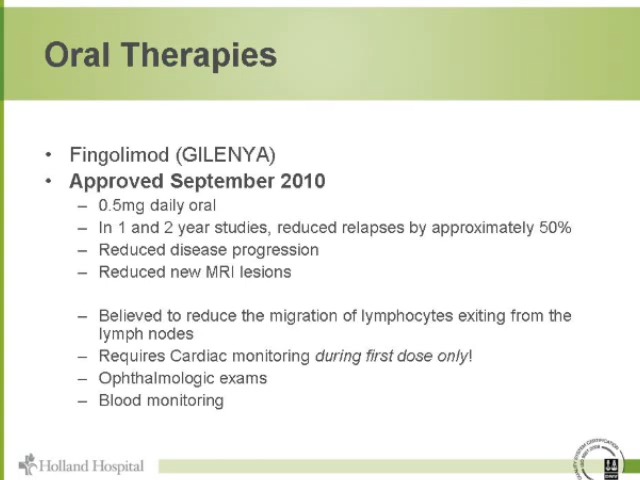 Oral Therapies
• Fingolimod (GILENYA)
• Approved September 2010
– 0.5mg daily oral
– In 1 and 2 year studies, reduced relapses by approximately 50%
– Reduced disease progression
– Reduced new MRI lesions
– Believed to reduce the migration of lymphocytes exiting from the
lymph nodes
– Requires Cardiac monitoring during first dose only!
– Ophthalmologic exams
– Blood monitoring
Holland Hospital